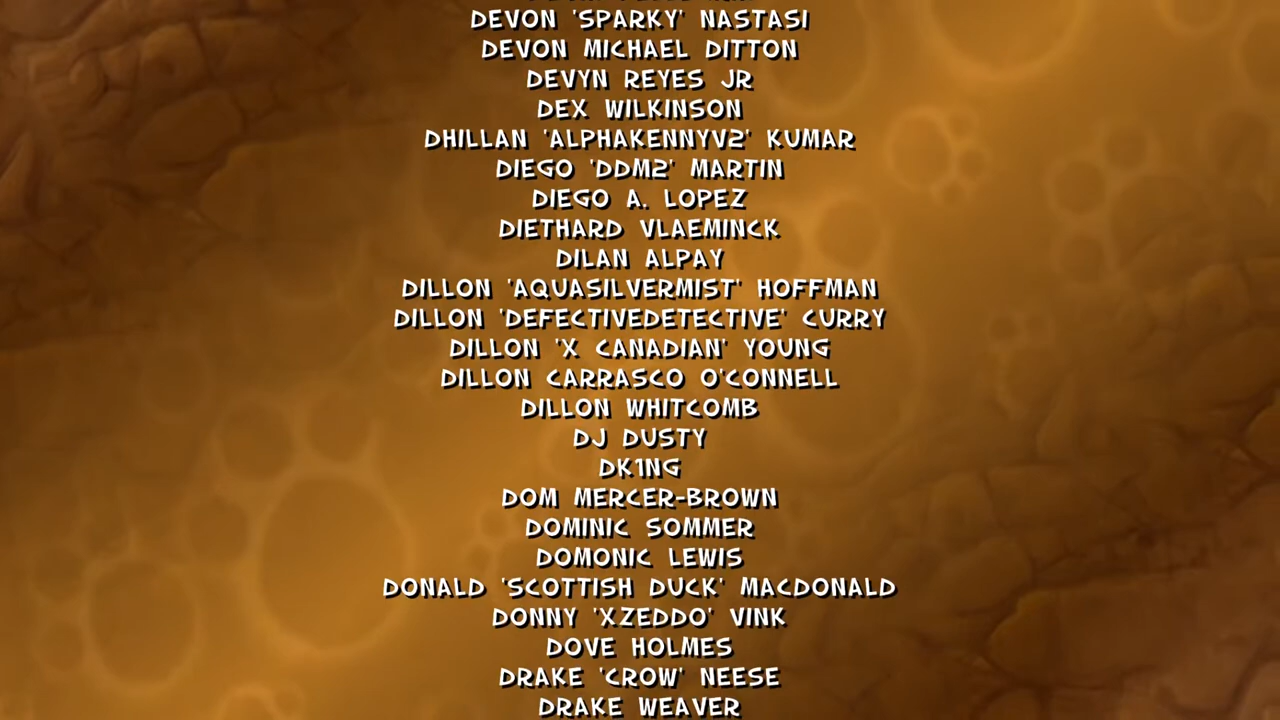 DEVON 'SPARKY' NASTASI
DEVON MICHAEL DITTON
DEVYN REYES JR
DEX WILKINSON
DHILLAN 'ALPHAKENNYV2' KUMAR
DIEGO 'DDM2' MARTIN
DIEGO A. LOPEZ
DIETHARD VLAEMINCK
DILAN ALPAY
DILLON 'AQUASILVERMIST' HOFFMAN
DILLON 'DEFECTIVEDETECTIVE' CURRY
DILLON 'X CANADIAN' YOUNG
DILLON CARRASCO O'CONNELL
DILLON WHITCOMB
DJ DUSTY
DK1NG
DOM MERCER-BROWN
DOMINIC SOMMER
DOMONIC LEWIS
DONALD 'SCOTTISH DUCK' MACDONALD
DONNY 'XZEDDO' VINK
DOVE HOLMES
DRAKE 'CROW' NEESE
DRAKE WEAVER